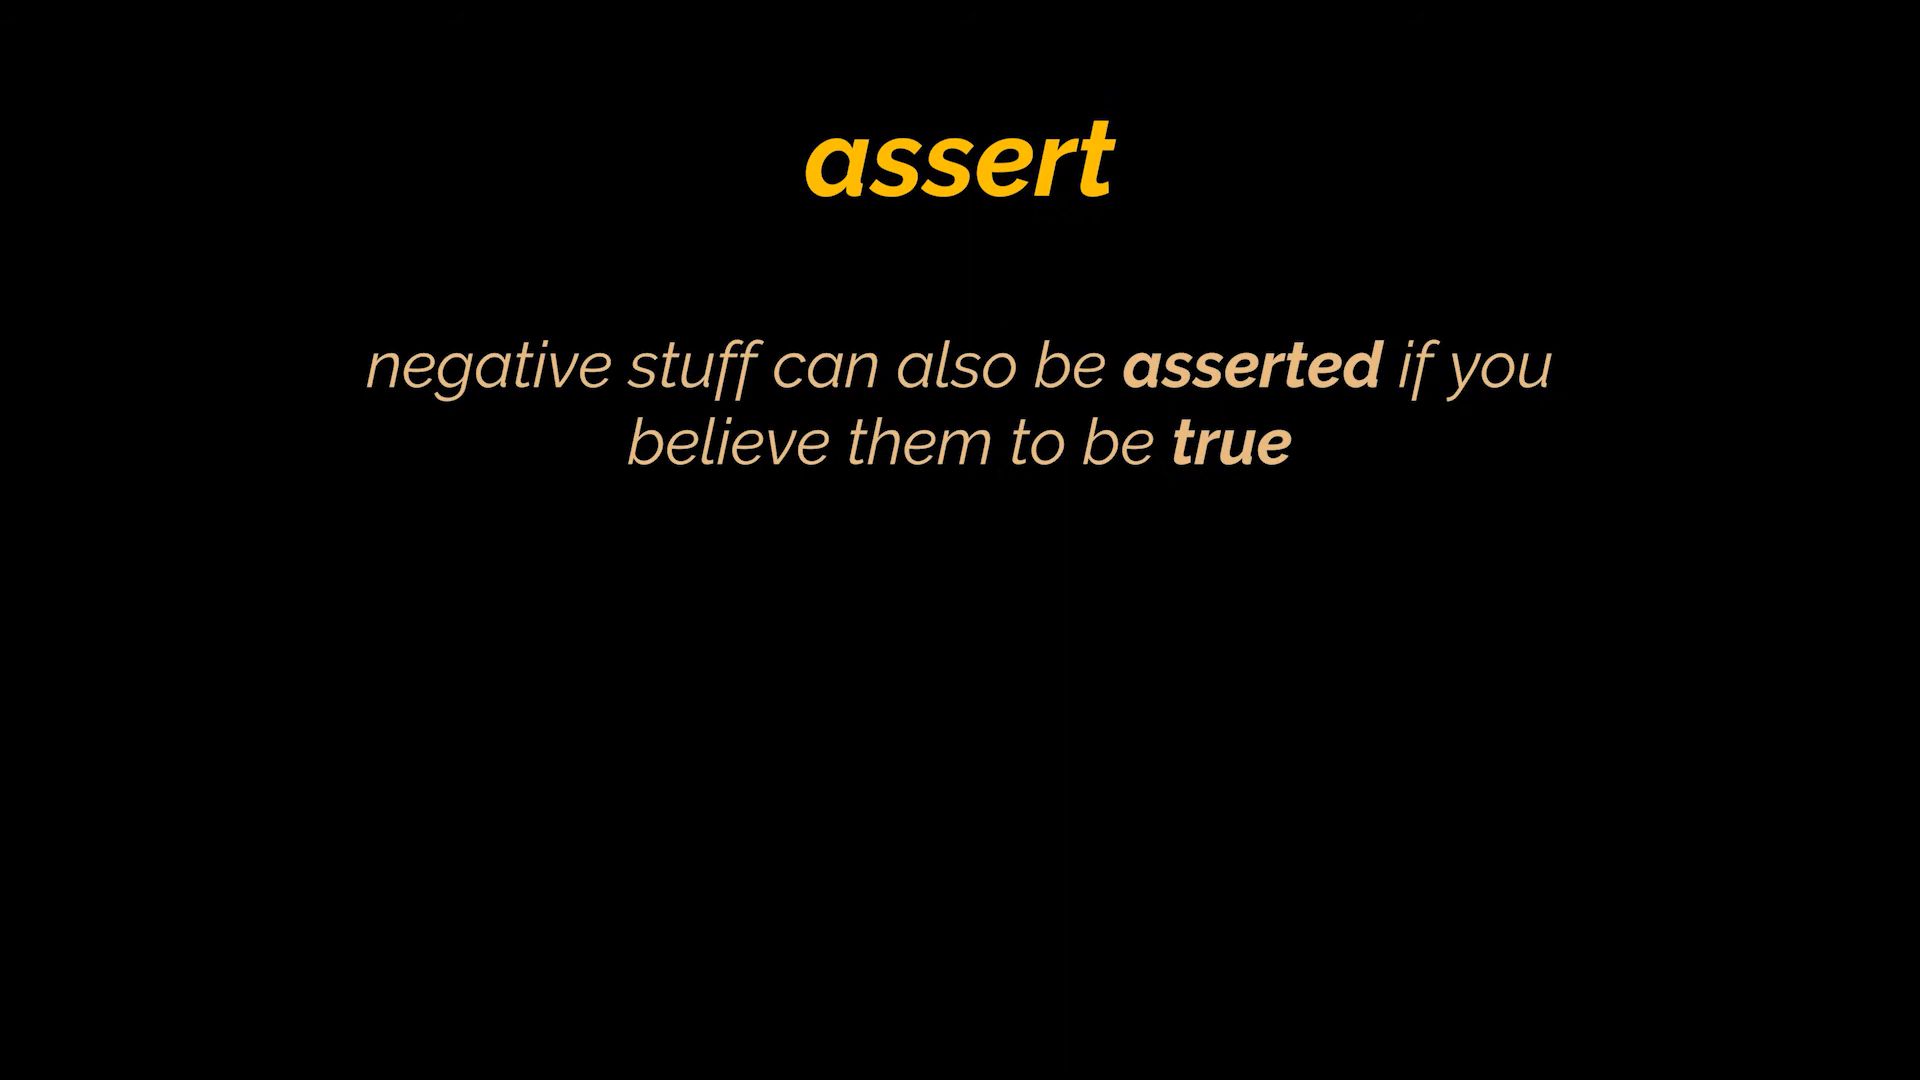 assert
negative stuff can also be asserted if you
believe them to be true